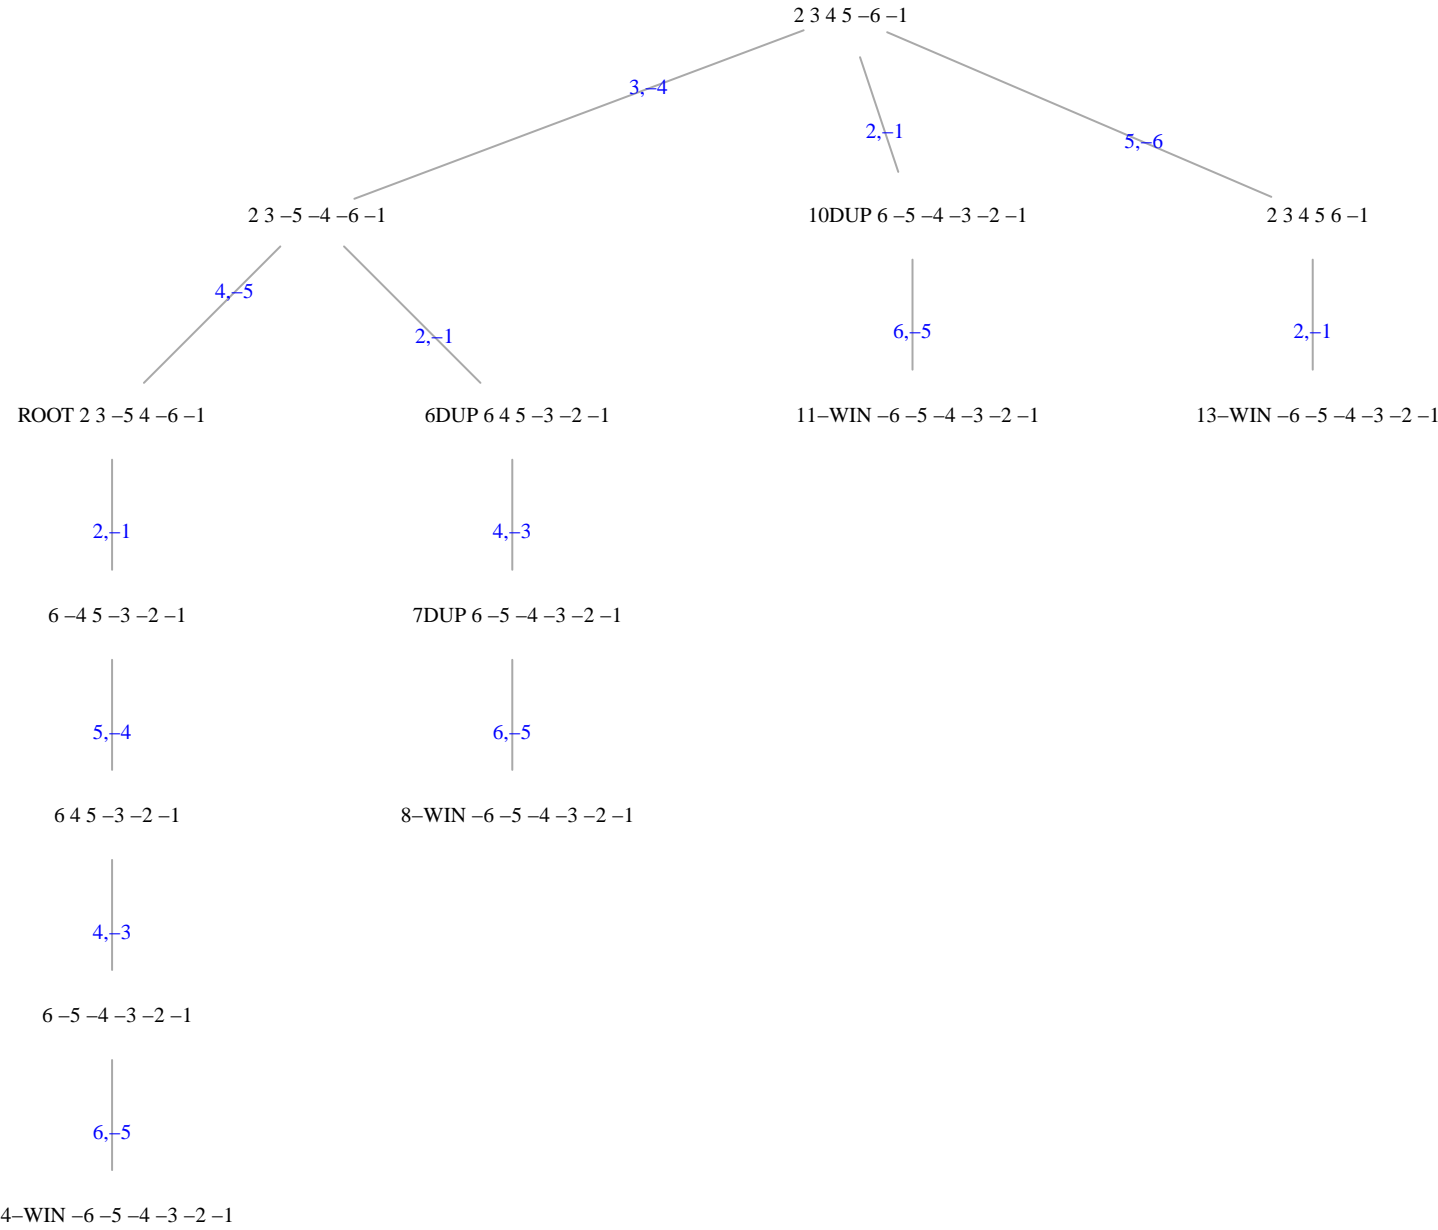 2 3 4 5 –6 –1
3,–4
2,–1
5,–6
2 3 –5 –4 –6 –1
10DUP 6 –5 –4 –3 –2 –1
2 3 4 5 6 –1
4,–5
2,–1
6,–5
2,–1
ROOT 2 3 –5 4 –6 –1
6DUP 6 4 5 –3 –2 –1
11–WIN –6 –5 –4 –3 –2 –1
13–WIN –6 –5 –4 –3 –2 –1
2,–1
4,–3
6 –4 5 –3 –2 –1
7DUP 6 –5 –4 –3 –2 –1
5,–4
6,–5
6 4 5 –3 –2 –1
8–WIN –6 –5 –4 –3 –2 –1
4,–3
6 –5 –4 –3 –2 –1
6,–5
4–WIN –6 –5 –4 –3 –2 –1